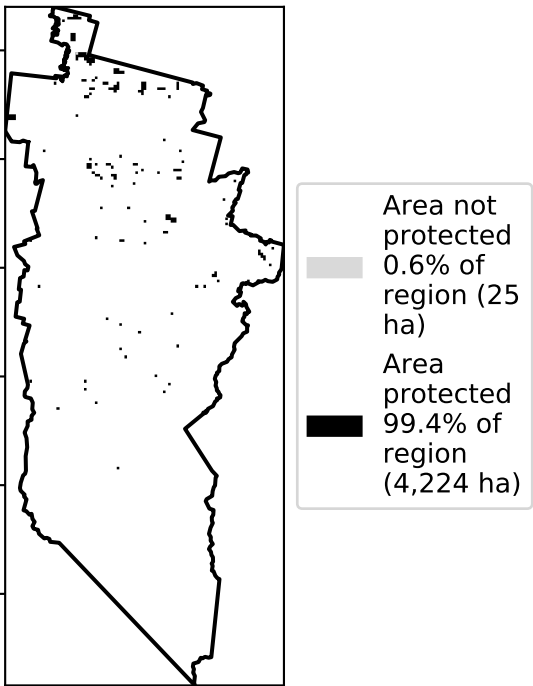 Area not
protected
0.6% of
region (25
ha)
Area
protected
99.4% of
region
(4,224 ha)